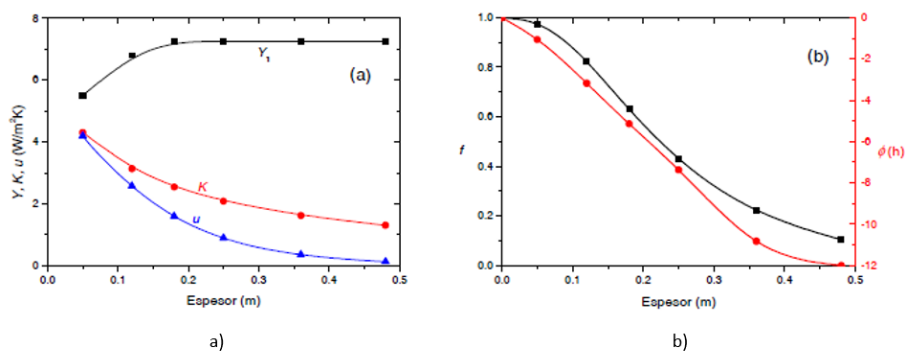 8
6
4
2
0
Y, K, u (W/m²K)
Y₁
(a)
K
u
0.0 0.1 0.2 0.3 0.4 0.5
Espesor (m)
a)
1.0
0.8
0.6
0.4
0.2
0.0
f
(b)
0
-2
-4
-6
-8
-10
-12
ϕ(h)
0.0 0.1 0.2 0.3 0.4 0.5
Espesor (m)
b)